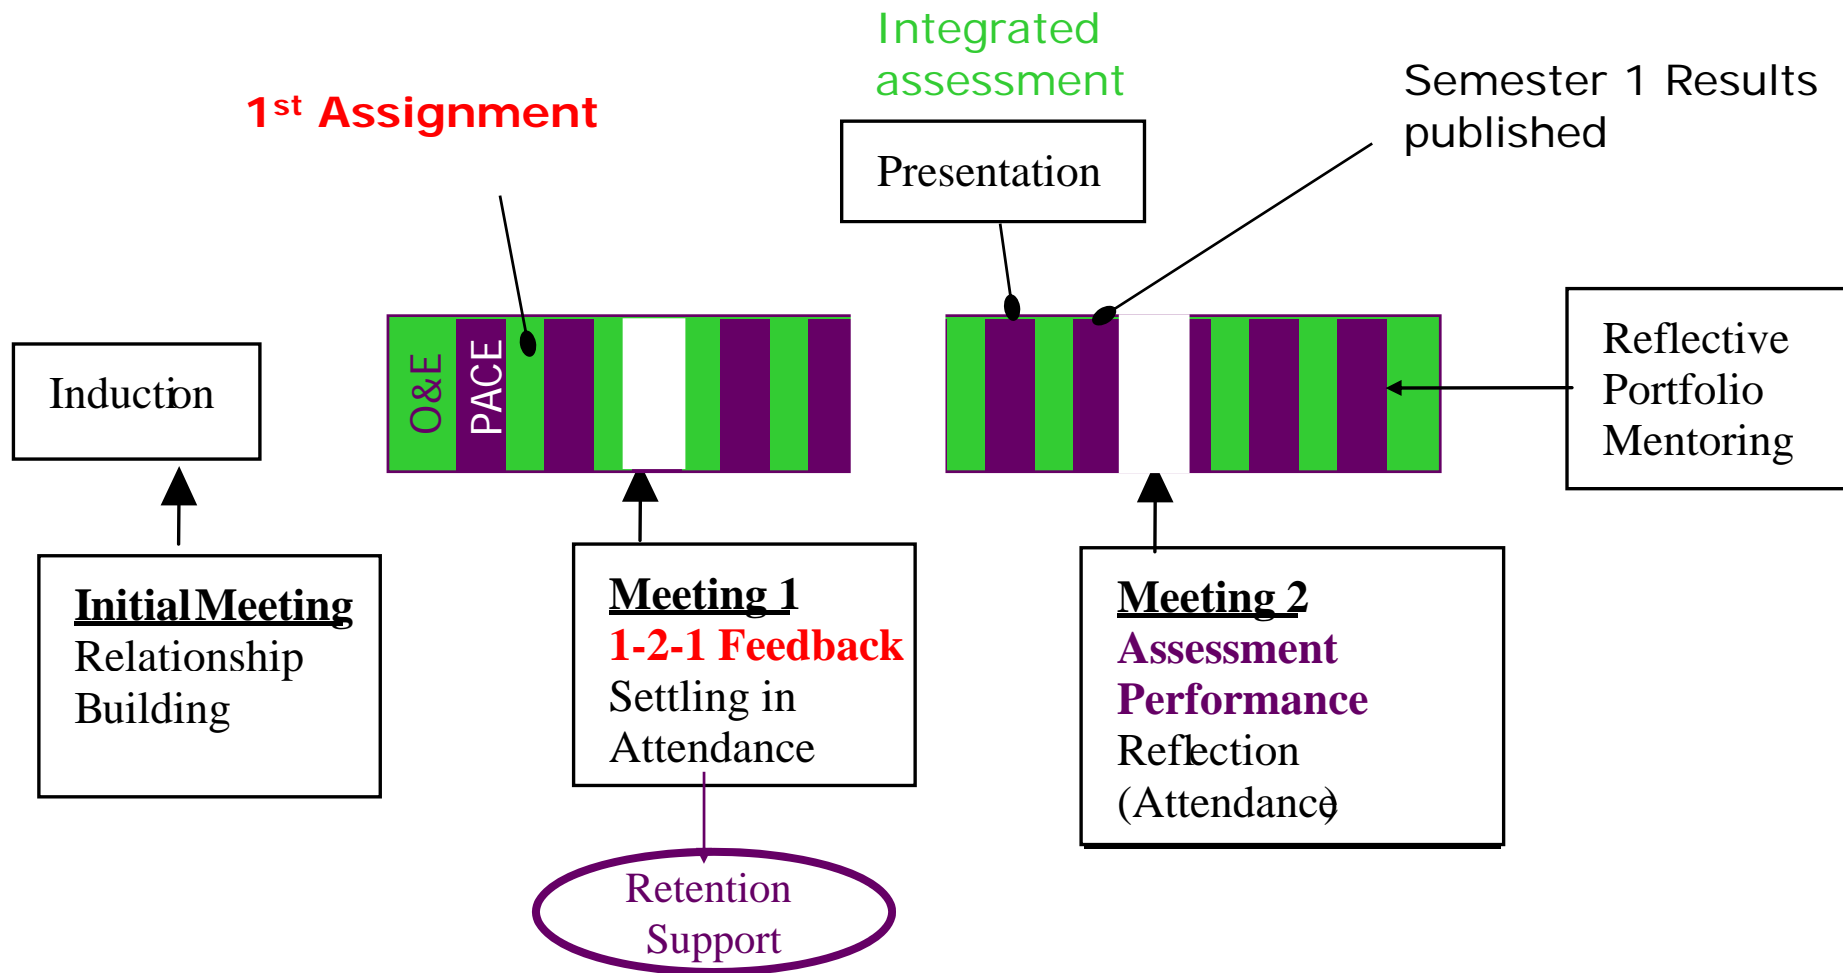 Integrated
assessment
1st Assignment
Semester 1 Results
published
Presentation
O&E
PACE
Induction
Reflective
Portfolio
Mentoring
Initial Meeting
Relationship
Building
Meeting 1
1-2-1 Feedback
Settling in
Attendance
Meeting 2
Assessment
Performance
Reflection
(Attendance)
Retention
Support